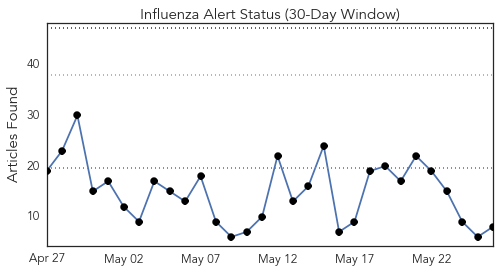 Influenza Alert Status (30-Day Window)
Articles Found
40
30
20
10
Apr 27
May 02
May 07
May 12
May 17
May 22